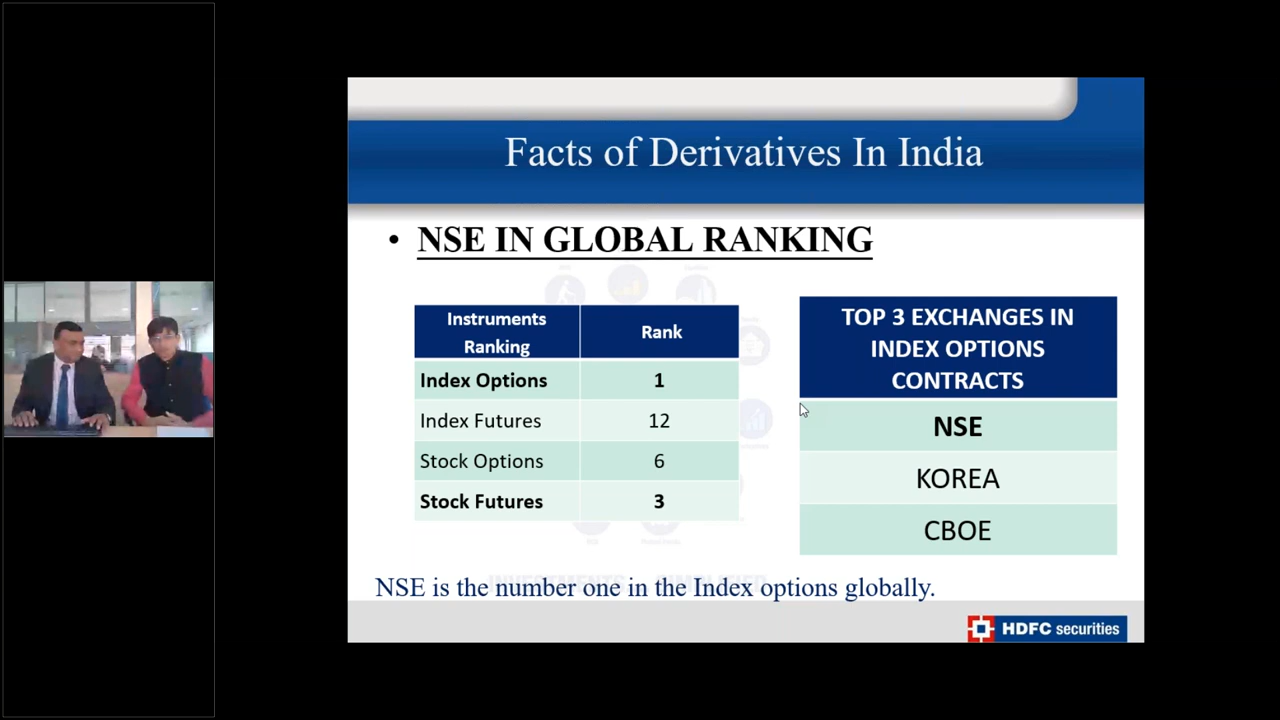 Facts of Derivatives In India
• NSE IN GLOBAL RANKING
Instruments Ranking
Rank
Index Options 1
Index Futures 12
Stock Options 6
Stock Futures 3
TOP 3 EXCHANGES IN
INDEX OPTIONS
CONTRACTS
NSE
KOREA
CBOE
NSE is the number one in the Index options globally.
HDFC securities